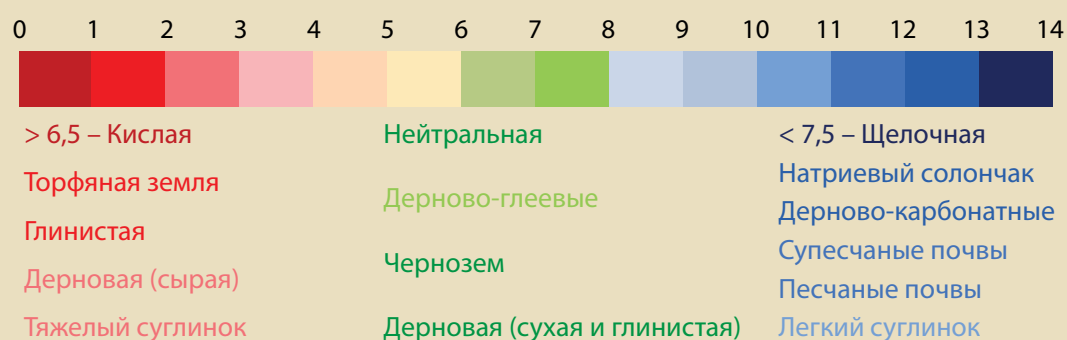 0 1 2 3 4 5 6 7 8 9 10 11 12 13 14
> 6,5 – Кислая
Торфяная земля
Глинистая
Дерновая (сырая)
Тяжелый суглинок
Нейтральная
Дерново-глеевые
Чернозем
Дерновая (сухая и глинистая)
< 7,5 – Щелочная
Натриевый солончак
Дерново-карбонатные
Супесчаные почвы
Песчаные почвы
Легкий суглинок